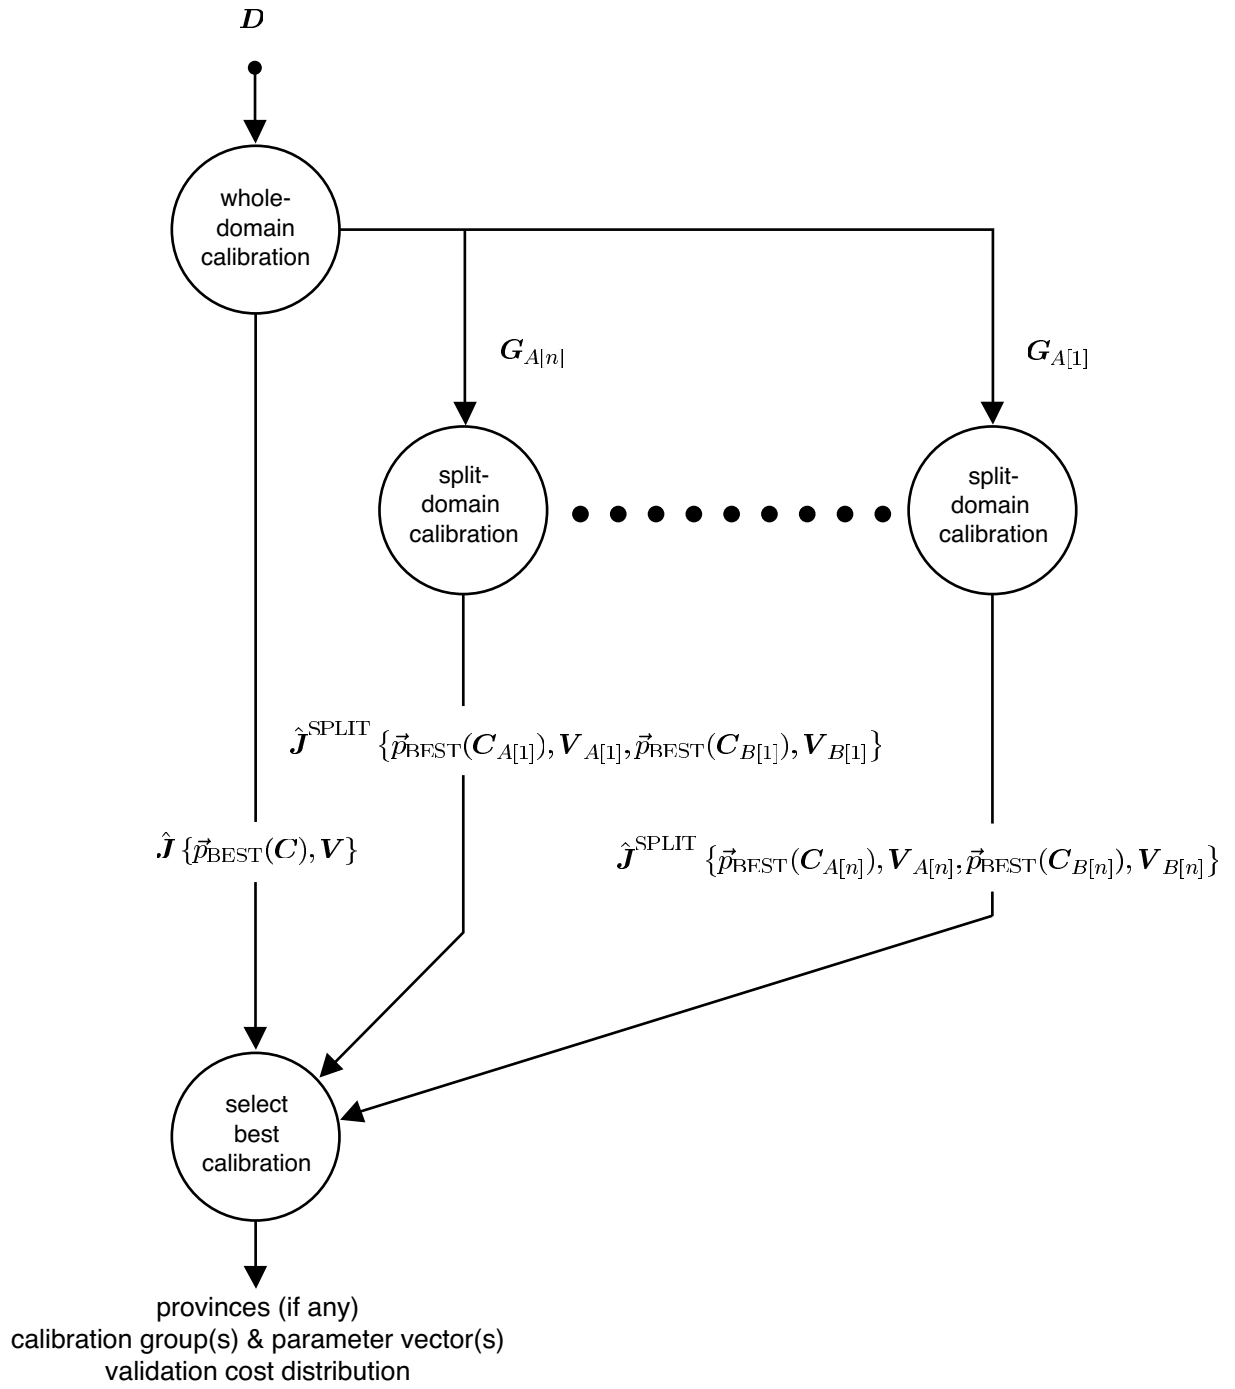 D
whole-
domain
calibration
G_{A[n]}
G_{A[1]}
split-
domain
calibration
split-
domain
calibration
Ĵ^{SPLIT} {p⃗_{BEST}(C_{A[1]}), V_{A[1]}, p⃗_{BEST}(C_{B[1]}), V_{B[1]}}
Ĵ {p⃗_{BEST}(C), V}
Ĵ^{SPLIT} {p⃗_{BEST}(C_{A[n]}), V_{A[n]}, p⃗_{BEST}(C_{B[n]}), V_{B[n]}}
select
best
calibration
provinces (if any)
calibration group(s) & parameter vector(s)
validation cost distribution